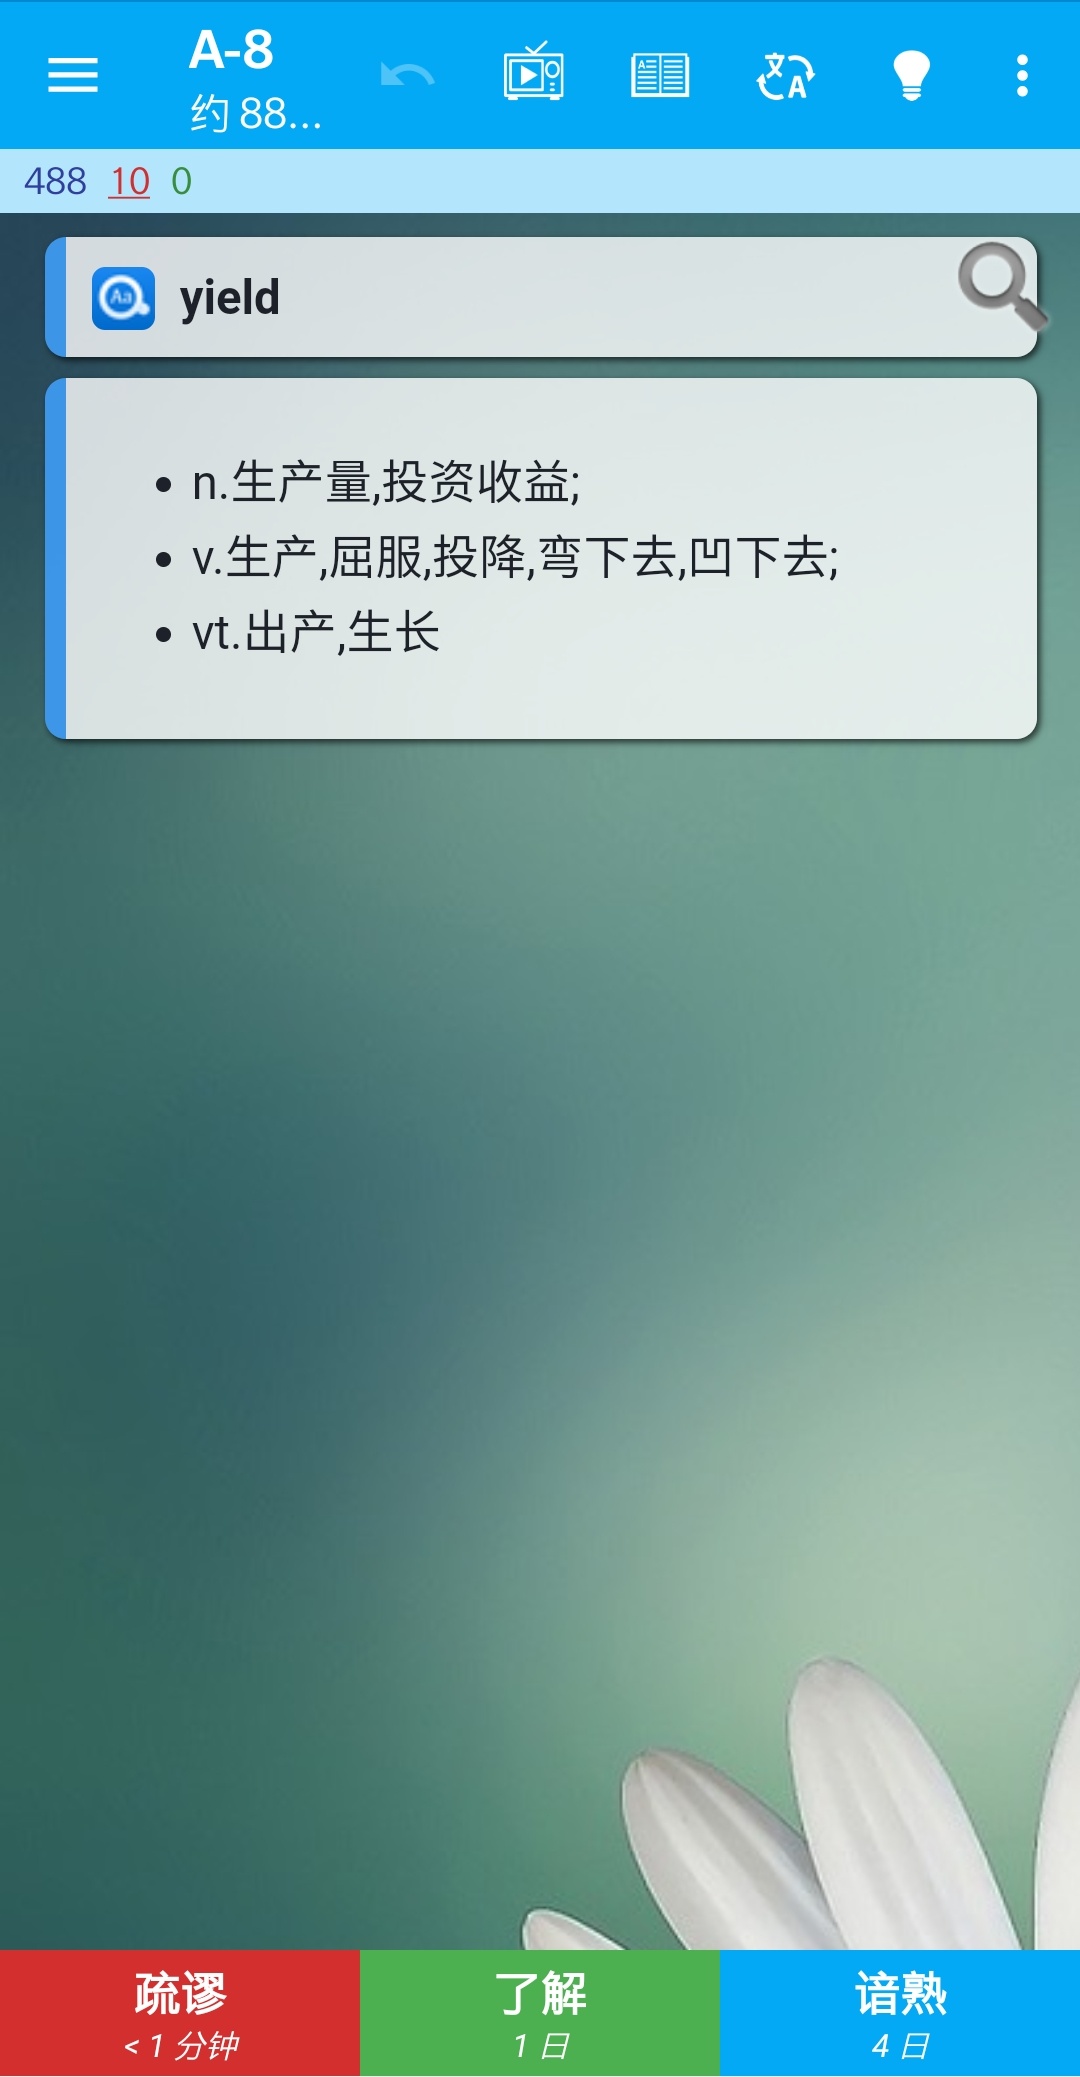 A-8
约 88...
488 10 0
Aa
yield
n.生产量,投资收益;
v.生产,屈服,投降,弯下去,凹下去;
vt.出产,生长
疏谬 了解 谙熟
< 1 分钟 1 日 4 日